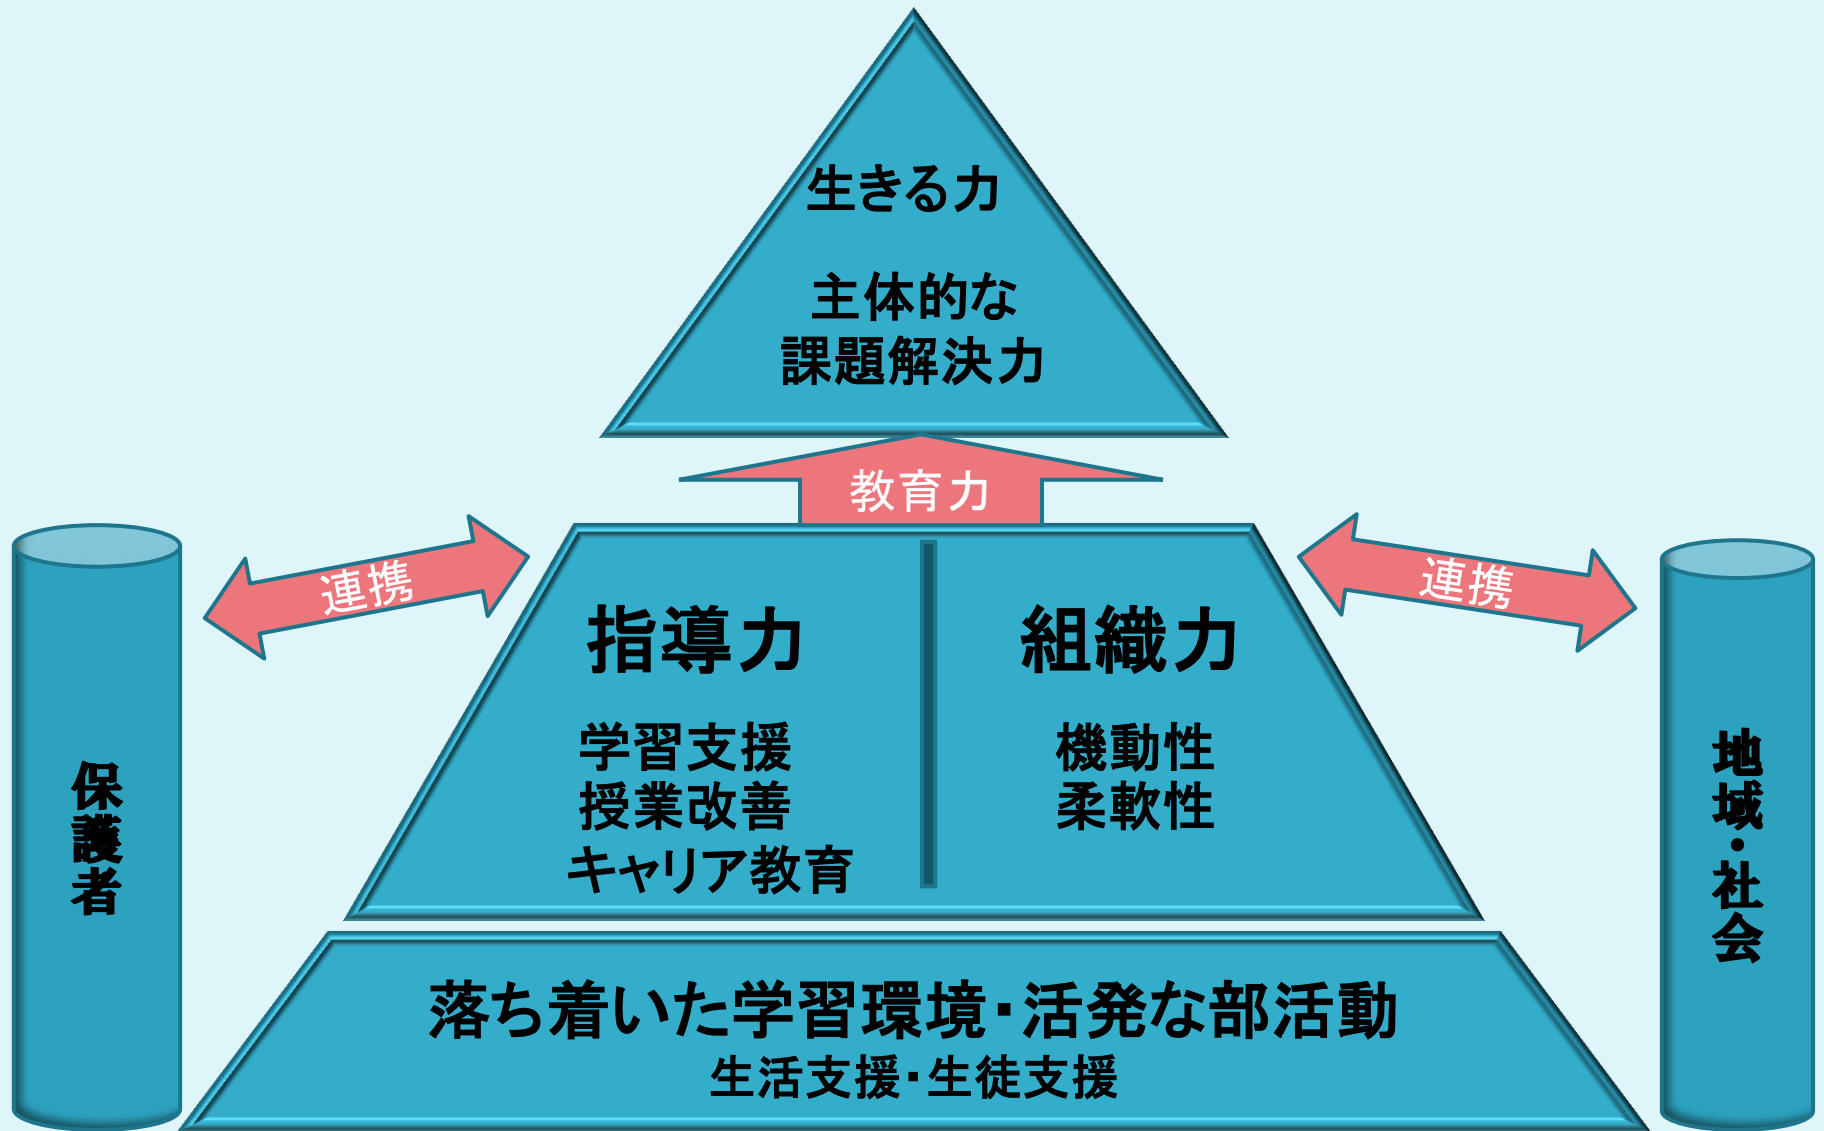 生きる力
主体的な
課題解決力
教育力
連携
連携
指導力
学習支援
授業改善
キャリア教育
組織力
機動性
柔軟性
保護者
地域・社会
落ち着いた学習環境・活発な部活動
生活支援・生徒支援